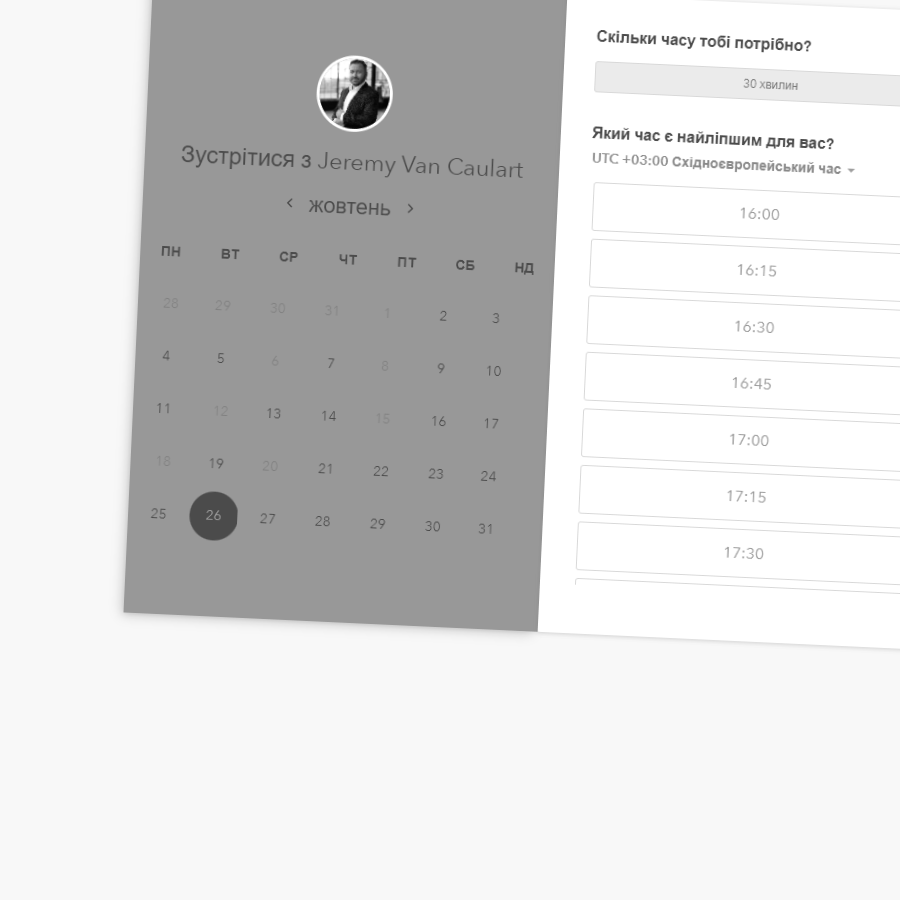 Зустрітися з Jeremy Van Caulart
жовтень
ПН ВТ СР ЧТ ПТ СБ НД
28 29 30 31 1 2 3
4 5 6 7 8 9 10
11 12 13 14 15 16 17
18 19 20 21 22 23 24
25 26 27 28 29 30 31
Скільки часу тобі потрібно?
30 хвилин
Який час є найліпшим для вас?
UTC +03:00 Східноєвропейський час
16:00
16:15
16:30
16:45
17:00
17:15
17:30